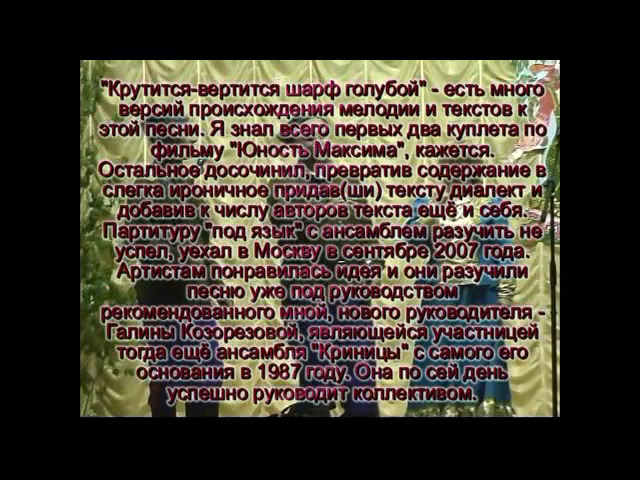 "Крутится-вертится шарф голубой" - есть много
версий происхождения мелодии и текстов к
этой песни. Я знал всего первых два куплета по
фильму "Юность Максима", кажется.
Остальное досочинил, превратив содержание в
слегка ироничное придав(ши) тексту диалект и
добавив к числу авторов текста ещё и себя.
Партитуру "под язык" с ансамблем разучить не
успел, уехал в Москву в сентябре 2007 года.
Артистам понравилась идея и они разучили
песню уже под руководством
рекомендованного мной, нового руководителя -
Галины Козорезовой, являющейся участницей
тогда ещё ансамбля "Криницы" с самого его
основания в 1987 году. Она по сей день
успешно руководит коллективом.